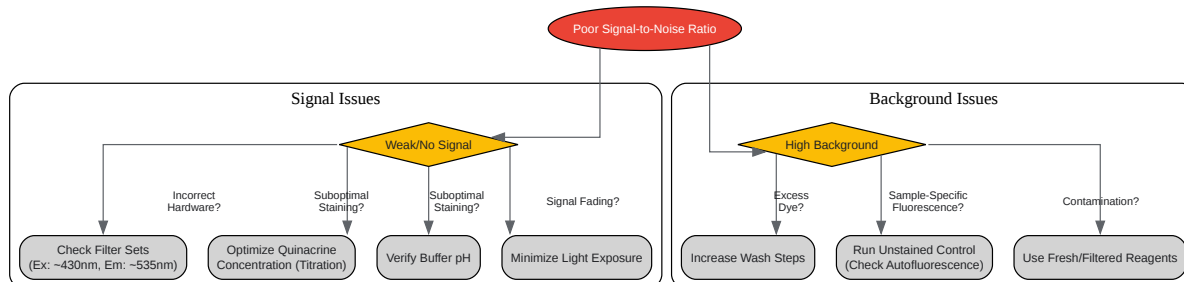 Poor Signal-to-Noise Ratio
Signal Issues
Background Issues
Weak/No Signal
High Background
Incorrect
Hardware?
Suboptimal
Staining?
Suboptimal
Staining?
Signal Fading?
Excess
Dye?
Sample-Specific
Fluorescence?
Contamination?
Check Filter Sets
(Ex: ~430nm, Em: ~535nm)
Optimize Quinacrine
Concentration (Titration)
Verify Buffer pH
Minimize Light Exposure
Increase Wash Steps
Run Unstained Control
(Check Autofluorescence)
Use Fresh/Filtered Reagents